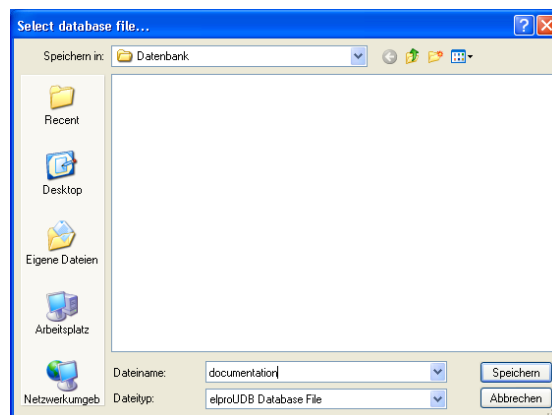 Select database file...
Speichern in:
Datenbank
Recent
Desktop
Eigene Dateien
Arbeitsplatz
Netzwerkumgeb
Dateiname:
documentation
Speichern
Dateityp:
elproUDB Database File
Abbrechen